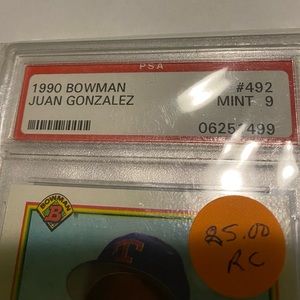 PSA
1990 BOWMAN #492
JUAN GONZALEZ MINT 9
BOWMAN
B
T
25.00
RC